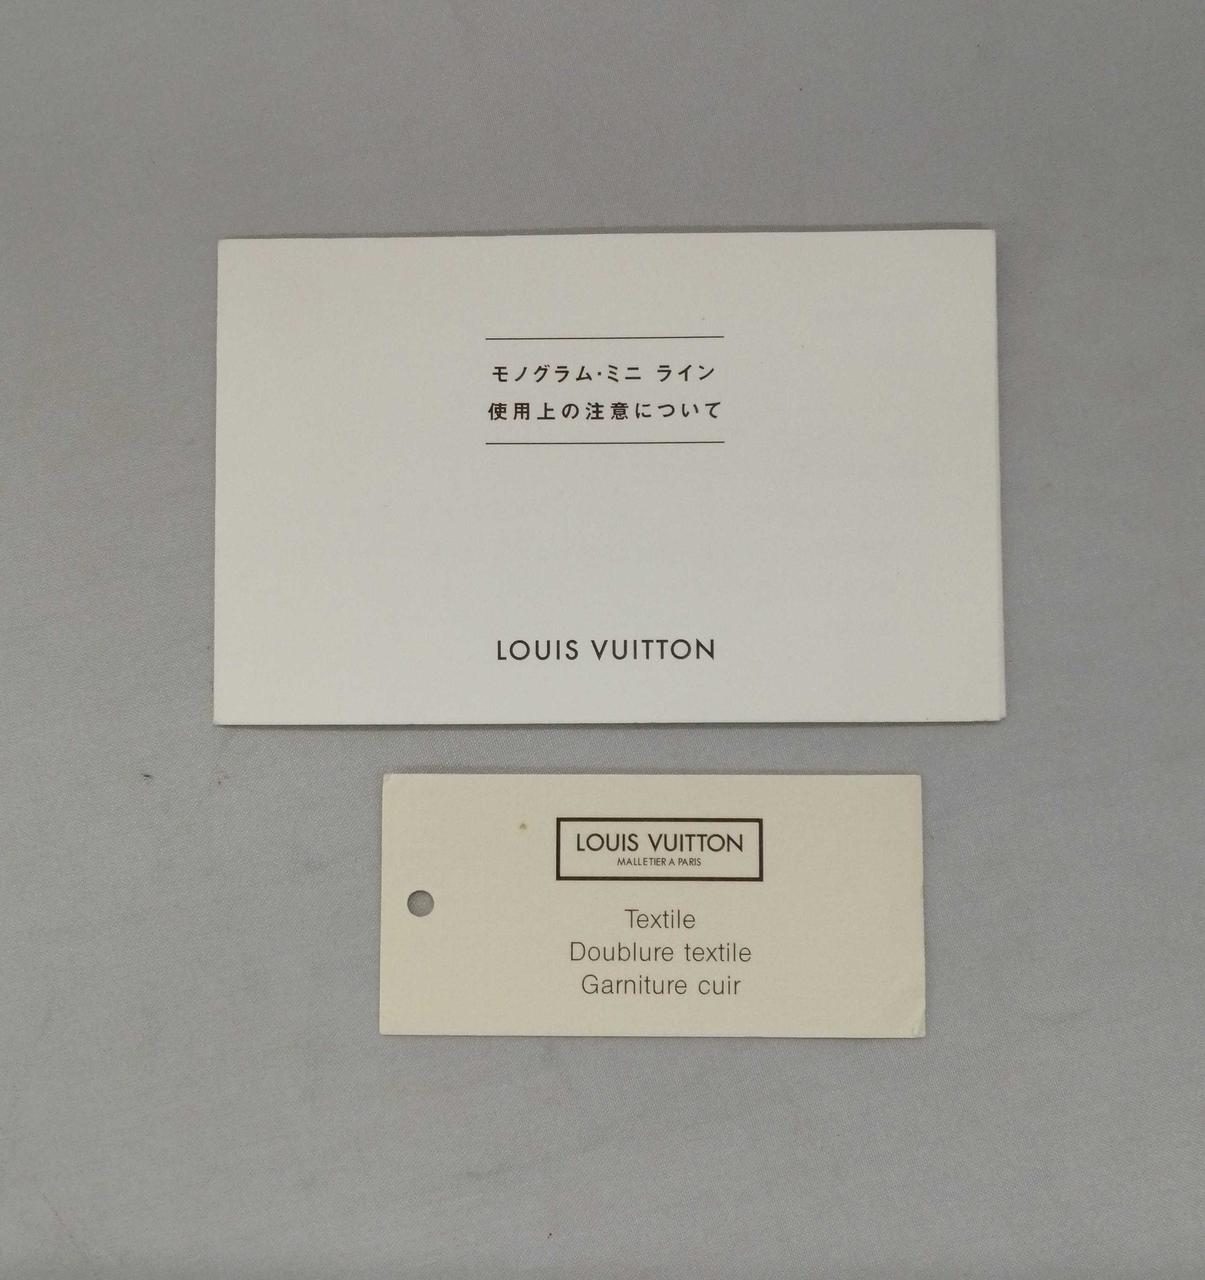 モノグラム・ミニ ライン
使用上の注意について
LOUIS VUITTON
LOUIS VUITTON
MALLETIER A PARIS
Textile
Doublure textile
Garniture cuir